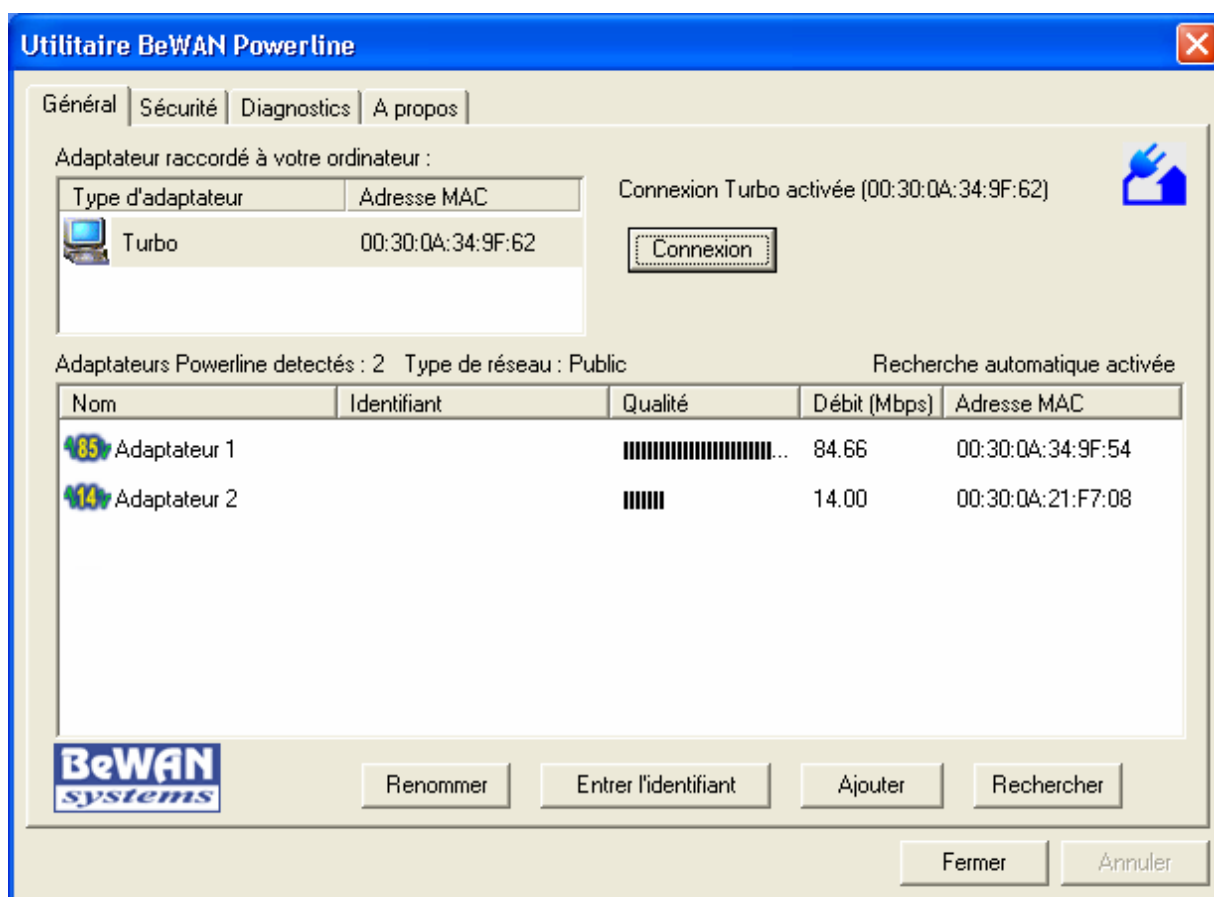 Utilitaire BeWAN Powerline
Général Sécurité Diagnostics A propos
Adaptateur raccordé à votre ordinateur :
Type d'adaptateur Adresse MAC
Turbo 00:30:0A:34:9F:62
Connexion Turbo activée (00:30:0A:34:9F:62)
Connexion
Adaptateurs Powerline detectés : 2 Type de réseau : Public Recherche automatique activée
Nom Identifiant Qualité Débit (Mbps) Adresse MAC
85 Adaptateur 1 ... 84.66 00:30:0A:34:9F:54
14 Adaptateur 2 14.00 00:30:0A:21:F7:08
BeWAN
systems
Renommer Entrer l'identifiant Ajouter Rechercher
Fermer Annuler